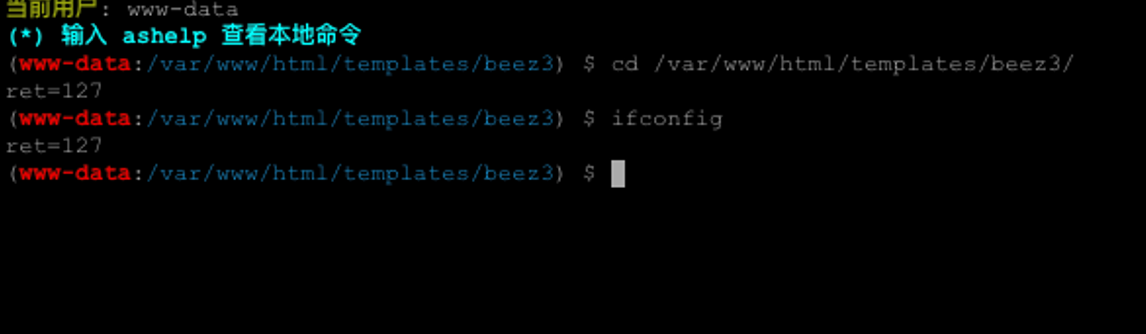 当前用户: www-data
(*) 输入 ashelp 查看本地命令
(www-data:/var/www/html/templates/beez3) $ cd /var/www/html/templates/beez3/
ret=127
(www-data:/var/www/html/templates/beez3) $ ifconfig
ret=127
(www-data:/var/www/html/templates/beez3) $